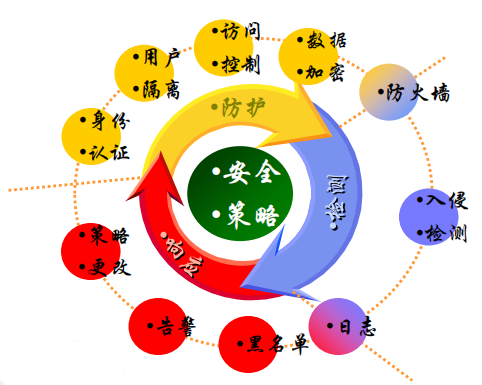 •访问
•控制
•数据
•加密
•用户
•隔离
•防火墙
•身份
•认证
•防护
•安全
•策略
•检测
•响应
•入侵
•检测
•策略
•更改
•告警
•黑名单
•日志